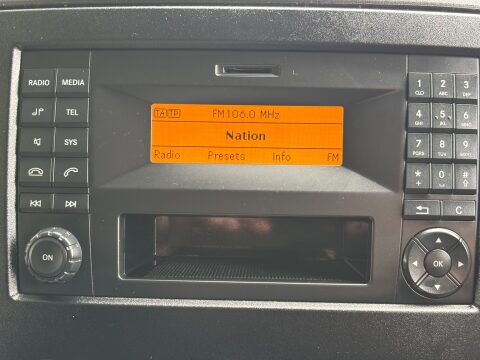 RADIO MEDIA
TEL
SYS
ON
TA TP FM106.0 MHz
Nation
Radio Presets Info FM
1 2 ABC 3 DEF
4 GHI 5 JKL 6 MNO
7 PQRS 8 TUV 9 WXYZ
* 0 #
+
C
OK